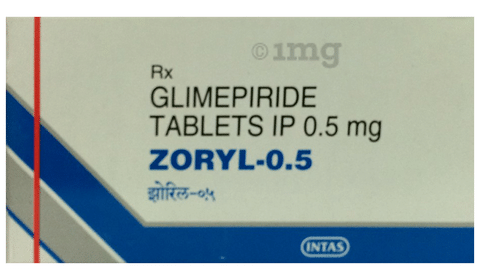 ©1mg
Rx
GLIMEPIRIDE
TABLETS IP 0.5 mg
ZORYL-0.5
झोरिल-०.५
INTAS